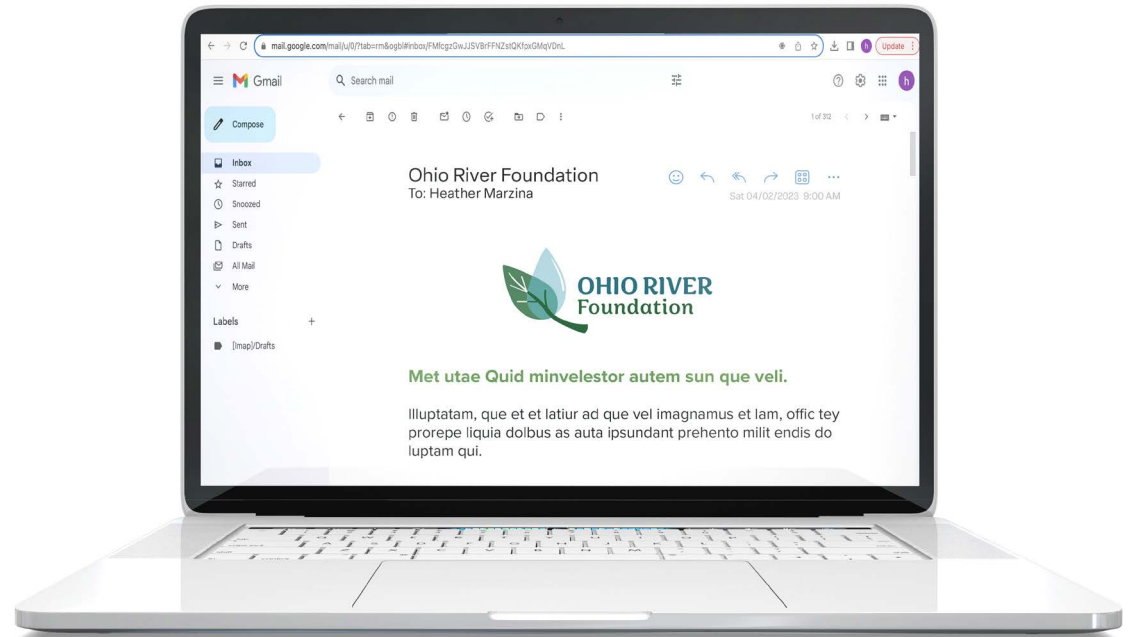 mail.google.com/mail/u/0/?tab=rm&ogbl#inbox/FMfcgzGwJJSVBrFFNZstQKfpxGMqVDnL
Update
Gmail
Search mail
h
Compose
1 of 312
Inbox
Starred
Snoozed
Sent
Drafts
All Mail
More
Labels
[Imap]/Drafts
Ohio River Foundation
To: Heather Marzina
Sat 04/02/2023 9:00 AM
OHIO RIVER
Foundation
Met utae Quid minvelestor autem sun que veli.
Illuptatam, que et et latiur ad que vel imagnamus et lam, offic tey
prorepe liquia dolbus as auta ipsundant prehento milit endis do
luptam qui.